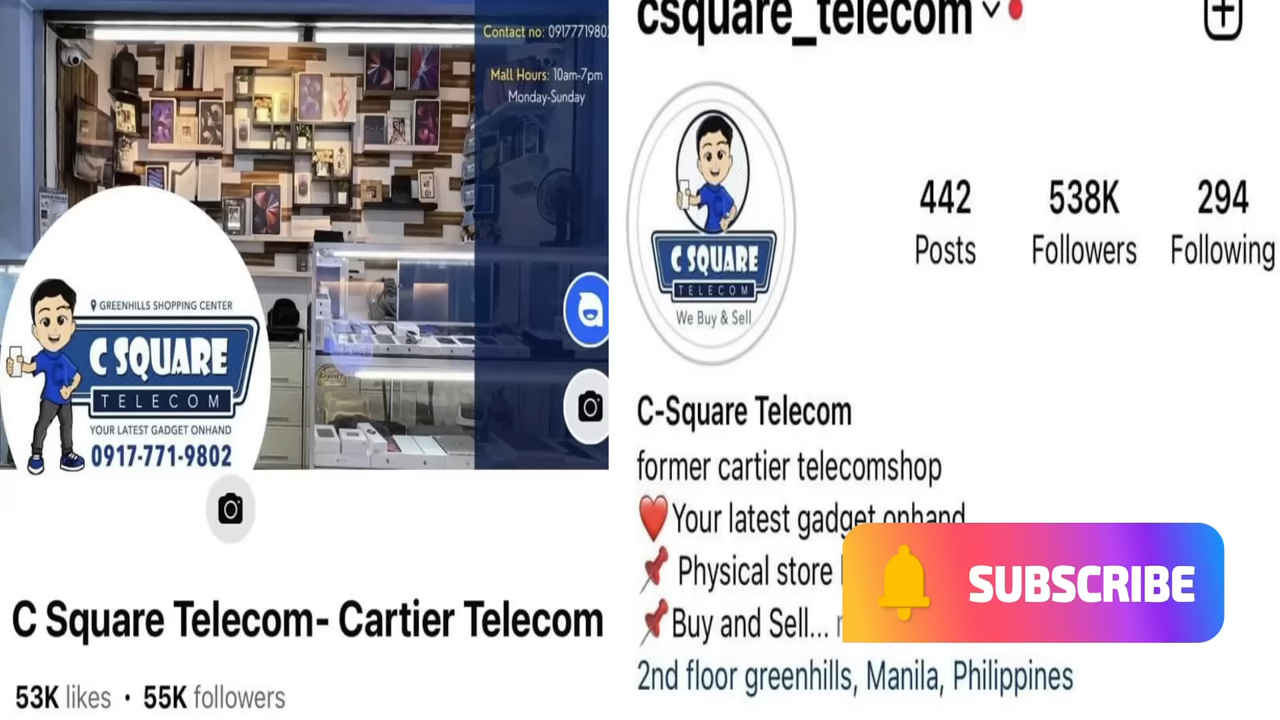 Contact no: 0917771980
Mall Hours: 10am-7pm
Monday-Sunday
GREENHILLS SHOPPING CENTER
C SQUARE
TELECOM
YOUR LATEST GADGET ONHAND
0917-771-9802
C Square Telecom- Cartier Telecom
53K likes · 55K followers
csquare_telecom
C SQUARE
TELECOM
We Buy & Sell
442
Posts
538K
Followers
294
Following
C-Square Telecom
former cartier telecomshop
❤️Your latest gadget onhand
📌 Physical store
📌Buy and Sell...
2nd floor greenhills, Manila, Philippines
SUBSCRIBE